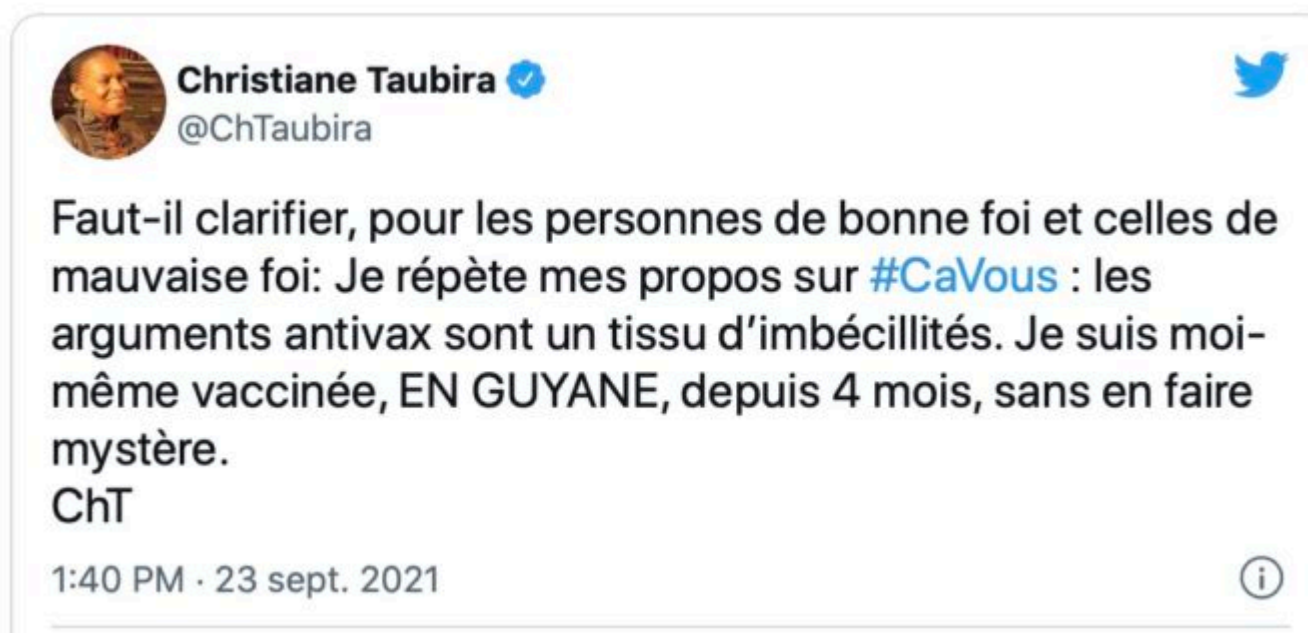 Christiane Taubira
@ChTaubira
Faut-il clarifier, pour les personnes de bonne foi et celles de
mauvaise foi: Je répète mes propos sur #CaVous : les
arguments antivax sont un tissu d’imbécillités. Je suis moi-
même vaccinée, EN GUYANE, depuis 4 mois, sans en faire
mystère.
ChT
1:40 PM · 23 sept. 2021